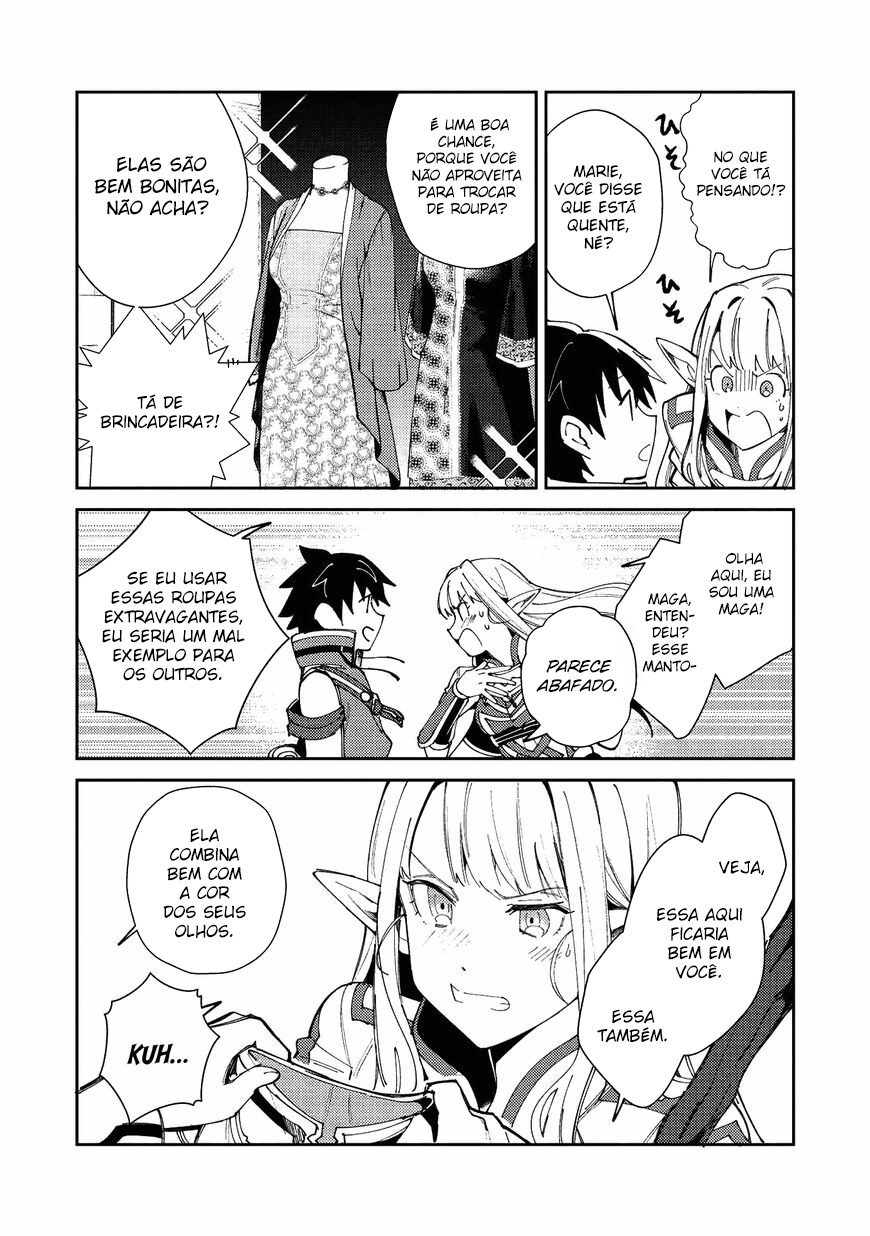 NO QUE
VOCÊ TÁ
PENSANDO!?
ひそ
ひそ
MARIE,
VOCÊ DISSE
QUE ESTÁ
QUENTE,
NÉ?
É UMA BOA
CHANCE,
PORQUE VOCÊ
NÃO APROVEITA
PARA TROCAR
DE ROUPA?
ELAS SÃO
BEM BONITAS,
NÃO ACHA?
TÁ DE
BRINCADEIRA?!
OLHA
AQUI, EU
SOU UMA
MAGA!
MAGA,
ENTEN-
DEU?
ESSE
MANTO-
PARECE
ABAFADO.
SE EU USAR
ESSAS ROUPAS
EXTRAVAGANTES,
EU SERIA UM MAL
EXEMPLO PARA
OS OUTROS.
VEJA,
ESSA AQUI
FICARIA
BEM EM
VOCÊ.
ESSA
TAMBÉM.
ELA
COMBINA
BEM COM
A COR
DOS SEUS
OLHOS.
KUH...